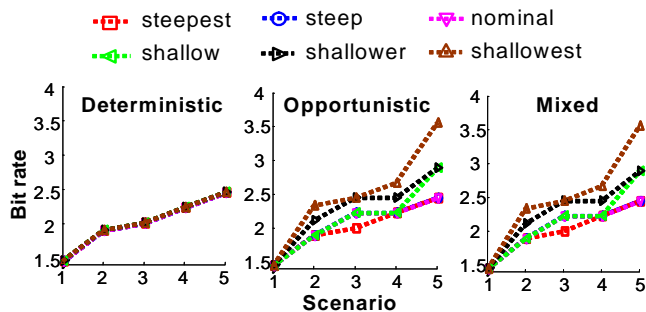 steepest steep nominal
shallow shallower shallowest
Deterministic Opportunistic Mixed
Bit rate
4
3.5
3
2.5
2
1.5
1 2 3 4 5
4
3.5
3
2.5
2
1.5
1 2 3 4 5
4
3.5
3
2.5
2
1.5
1 2 3 4 5
Scenario